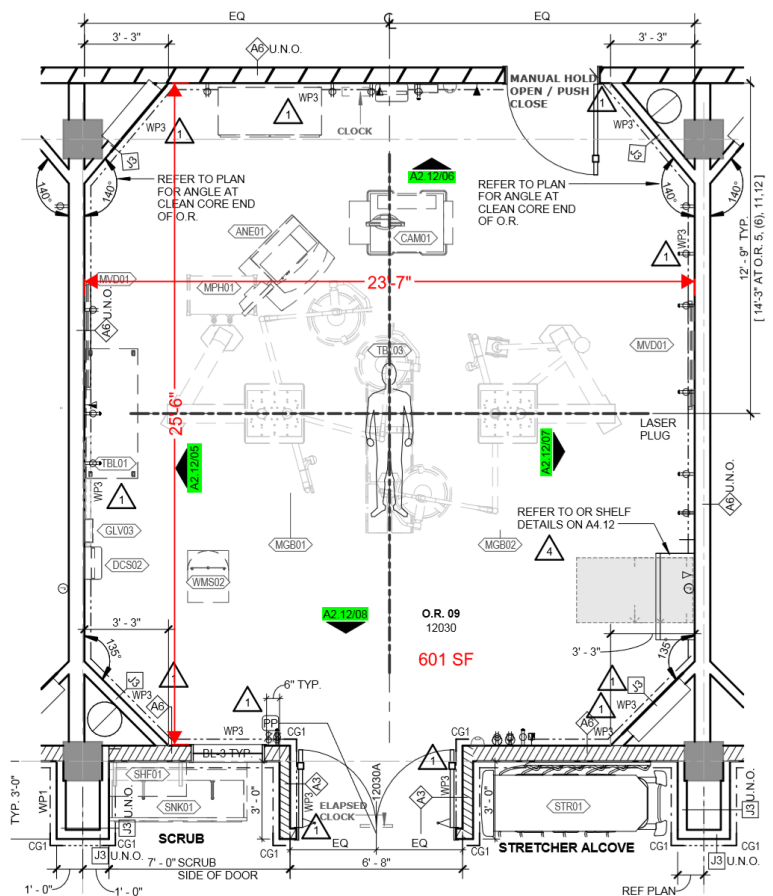 EQ
EQ
C
L
3' - 3"
3' - 3"
A6
U.N.O.
MANUAL HOLD
OPEN / PUSH
CLOSE
WP3
1
WP3
1
CLOCK
WP3
1
J3
J3
140°
140°
140°
140°
REFER TO PLAN
FOR ANGLE AT
CLEAN CORE END
OF O.R.
A2.12/06
REFER TO PLAN
FOR ANGLE AT
CLEAN CORE END
OF O.R.
12' - 9" TYP.
[ 14'-3" AT O.R. 5, (6), 11,12 ]
ANE01
CAM01
WP3
1
MVD01
MPH01
23'-7"
A6
U.N.O.
TBL03
MVD01
25'-6"
LASER
PLUG
A2.12/05
A2.12/07
TBL01
WP3
1
A6
U.N.O.
REFER TO OR SHELF
DETAILS ON A4.12
GLV03
MGB01
MGB02
4
DCS02
WMS02
J
J
A2.12/08
O.R. 09
12030
3' - 3"
135°
601 SF
3' - 3"
135°
J3
WP3
1
6" TYP.
1
WP3
J3
A6
WP3
1
PP
CG1
CG1
1
1
A6
BL-3 TYP
SHF01
SNK01
TYP. 3'-0"
WP1
J3
U.N.O.
3' - 0"
A3
WP3
12030A
WP3
A3
3' - 0"
STR01
J3
U.N.O.
ELAPSED
CLOCK
1
CG1
SCRUB
CG1
EQ
EQ
CG1
STRETCHER ALCOVE
CG1
J3
U.N.O.
7' - 0" SCRUB
SIDE OF DOOR
6' - 8"
J3
U.N.O.
1' - 0"
1' - 0"
REF PLAN